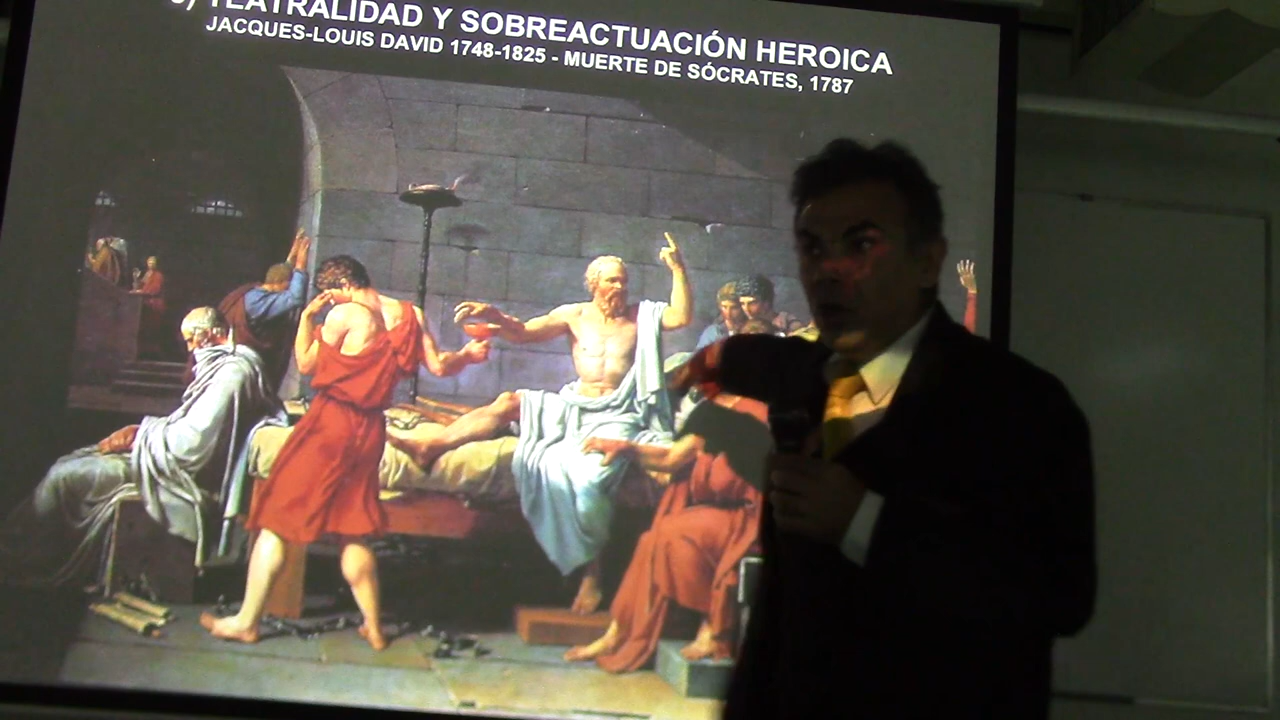 TEATRALIDAD Y SOBREACTUACIÓN HEROICA
JACQUES-LOUIS DAVID 1748-1825 - MUERTE DE SÓCRATES, 1787